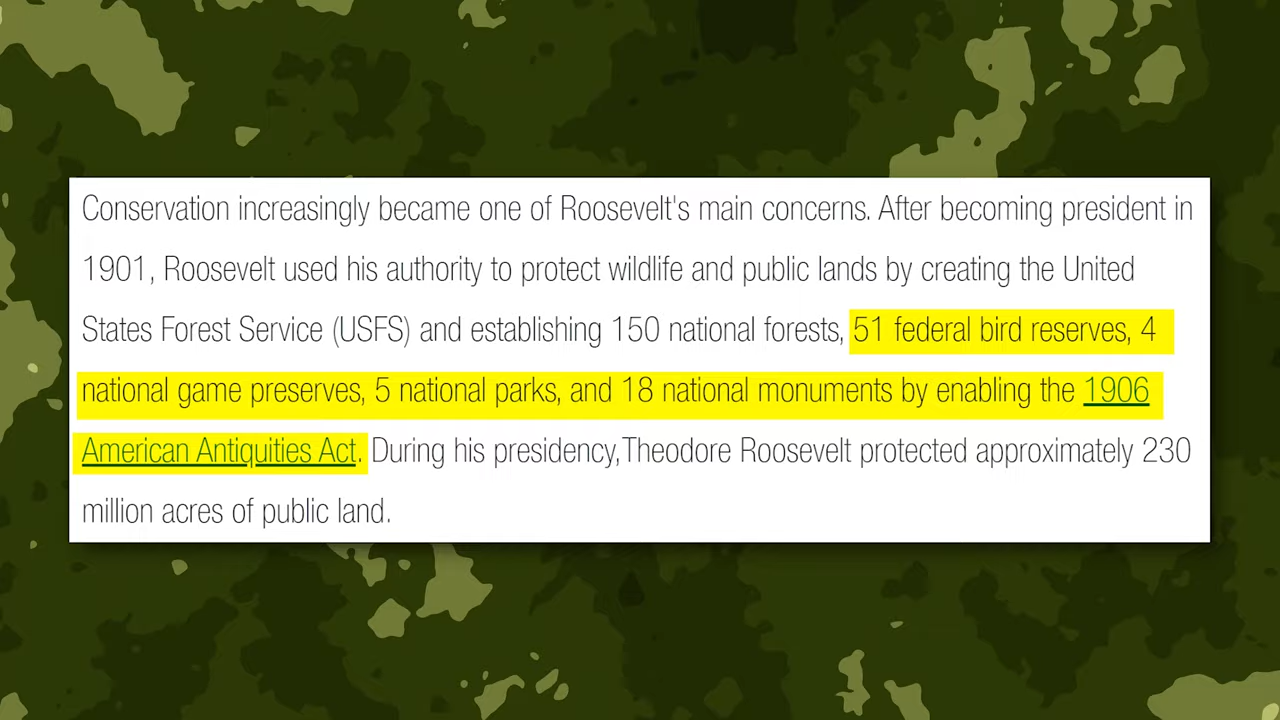 Conservation increasingly became one of Roosevelt's main concerns. After becoming president in
1901, Roosevelt used his authority to protect wildlife and public lands by creating the United
States Forest Service (USFS) and establishing 150 national forests, 51 federal bird reserves, 4
national game preserves, 5 national parks, and 18 national monuments by enabling the 1906
American Antiquities Act. During his presidency,Theodore Roosevelt protected approximately 230
million acres of public land.